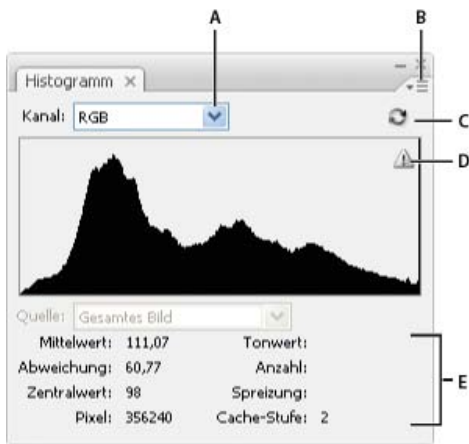 A
B
Histogramm
Kanal: RGB
C
D
Quelle: Gesamtes Bild
Mittelwert: 111,07 Tonwert:
Abweichung: 60,77 Anzahl:
E
Zentralwert: 98 Spreizung:
Pixel: 356240 Cache-Stufe: 2